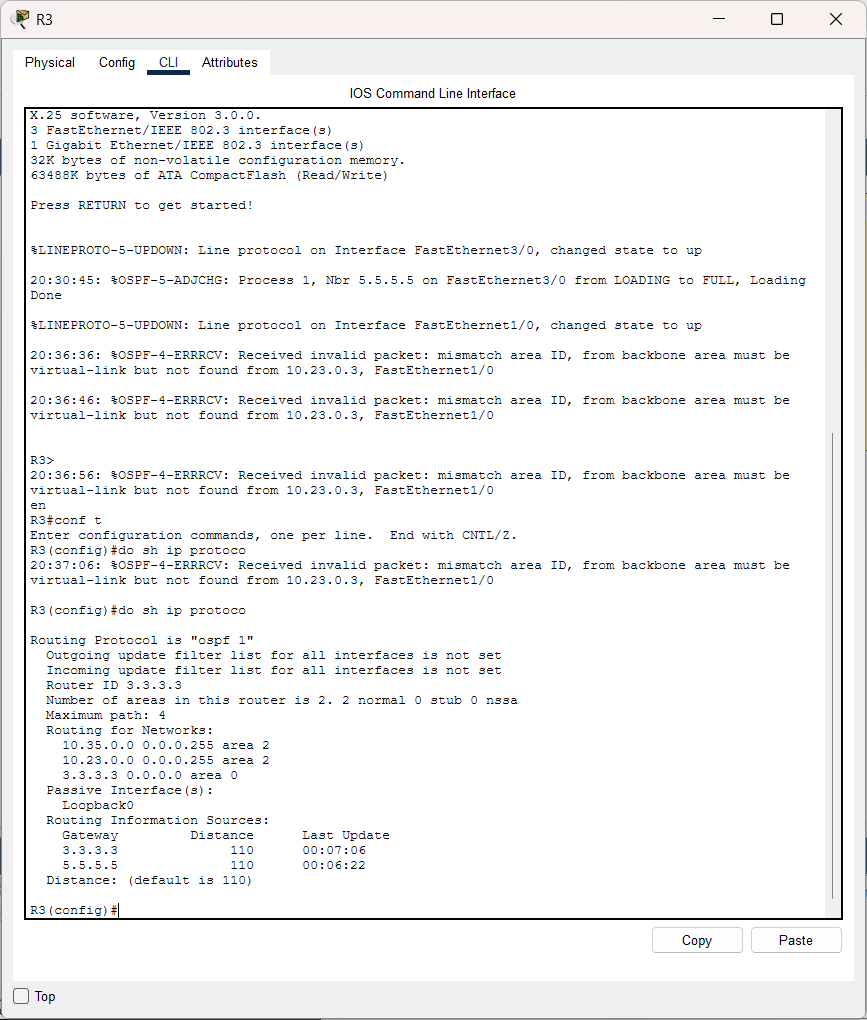 R3
Physical Config CLI Attributes
IOS Command Line Interface
X.25 software, Version 3.0.0.
3 FastEthernet/IEEE 802.3 interface(s)
1 Gigabit Ethernet/IEEE 802.3 interface(s)
32K bytes of non-volatile configuration memory.
63488K bytes of ATA CompactFlash (Read/Write)
Press RETURN to get started!
%LINEPROTO-5-UPDOWN: Line protocol on Interface FastEthernet3/0, changed state to up
20:30:45: %OSPF-5-ADJCHG: Process 1, Nbr 5.5.5.5 on FastEthernet3/0 from LOADING to FULL, Loading
Done
%LINEPROTO-5-UPDOWN: Line protocol on Interface FastEthernet1/0, changed state to up
20:36:36: %OSPF-4-ERRRCV: Received invalid packet: mismatch area ID, from backbone area must be
virtual-link but not found from 10.23.0.3, FastEthernet1/0
20:36:46: %OSPF-4-ERRRCV: Received invalid packet: mismatch area ID, from backbone area must be
virtual-link but not found from 10.23.0.3, FastEthernet1/0
R3>
20:36:56: %OSPF-4-ERRRCV: Received invalid packet: mismatch area ID, from backbone area must be
virtual-link but not found from 10.23.0.3, FastEthernet1/0
en
R3#conf t
Enter configuration commands, one per line.  End with CNTL/Z.
R3(config)#do sh ip protoco
20:37:06: %OSPF-4-ERRRCV: Received invalid packet: mismatch area ID, from backbone area must be
virtual-link but not found from 10.23.0.3, FastEthernet1/0
R3(config)#do sh ip protoco
Routing Protocol is "ospf 1"
  Outgoing update filter list for all interfaces is not set
  Incoming update filter list for all interfaces is not set
  Router ID 3.3.3.3
  Number of areas in this router is 2. 2 normal 0 stub 0 nssa
  Maximum path: 4
  Routing for Networks:
    10.35.0.0 0.0.0.255 area 2
    10.23.0.0 0.0.0.255 area 2
    3.3.3.3 0.0.0.0 area 0
  Passive Interface(s):
    Loopback0
  Routing Information Sources:
    Gateway         Distance      Last Update
    3.3.3.3              110      00:07:06
    5.5.5.5              110      00:06:22
  Distance: (default is 110)
R3(config)#
Copy Paste
Top